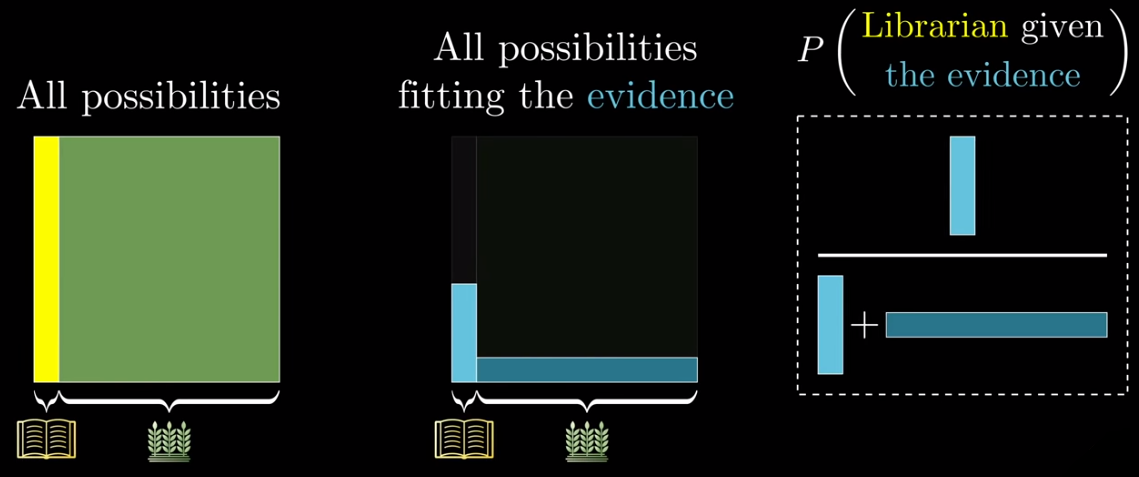 All possibilities
All possibilities
fitting the evidence
P ( Librarian given
the evidence )
+